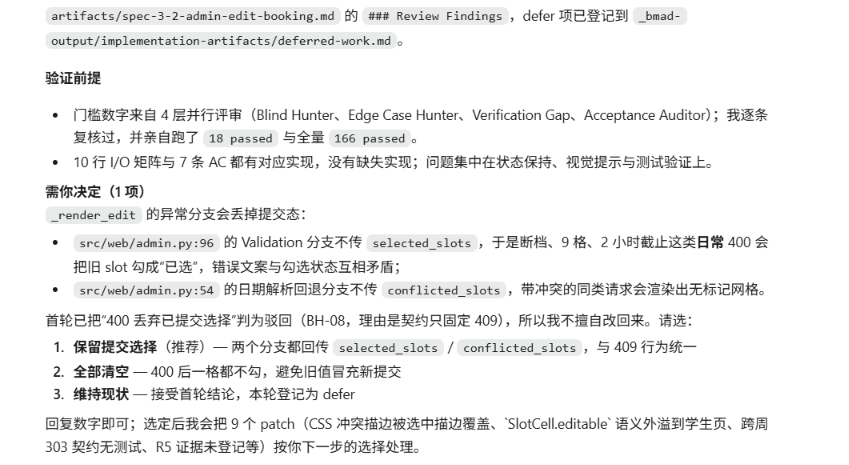 artifacts/spec-3-2-admin-edit-booking.md 的 ### Review Findings，defer 项已登记到 _bmad-
output/implementation-artifacts/deferred-work.md。
验证前提
• 门槛数字来自 4 层并行评审（Blind Hunter、Edge Case Hunter、Verification Gap、Acceptance Auditor）；我逐条
复核过，并亲自跑了 18 passed 与全量 166 passed。
• 10 行 I/O 矩阵与 7 条 AC 都有对应实现，没有缺失实现；问题集中在状态保持、视觉提示与测试验证上。
需你决定（1 项）
_render_edit 的异常分支会丢掉提交态：
• src/web/admin.py:96 的 Validation 分支不传 selected_slots，于是断档、9 格、2 小时截止这类日常 400 会
把旧 slot 勾成“已选”，错误文案与勾选状态互相矛盾；
• src/web/admin.py:54 的日期解析回退分支不传 conflicted_slots，带冲突的同类请求会渲染出无标记网格。
首轮已把“400 丢弃已提交选择”判为驳回（BH-08，理由是契约只固定 409），所以我不擅自改回来。请选：
1. 保留提交选择（推荐）— 两个分支都回传 selected_slots / conflicted_slots，与 409 行为统一
2. 全部清空 — 400 后一格都不勾，避免旧值冒充新提交
3. 维持现状 — 接受首轮结论，本轮登记为 defer
回复数字即可；选定后我会把 9 个 patch（CSS 冲突描边被选中描边覆盖、`SlotCell.editable` 语义外溢到学生页、跨周
303 契约无测试、R5 证据未登记等）按你下一步的选择处理。